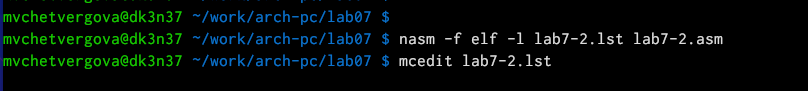 mvchetvergova@dk3n37 ~/work/arch-pc/lab07 $
mvchetvergova@dk3n37 ~/work/arch-pc/lab07 $ nasm -f elf -l lab7-2.lst lab7-2.asm
mvchetvergova@dk3n37 ~/work/arch-pc/lab07 $ mcedit lab7-2.lst